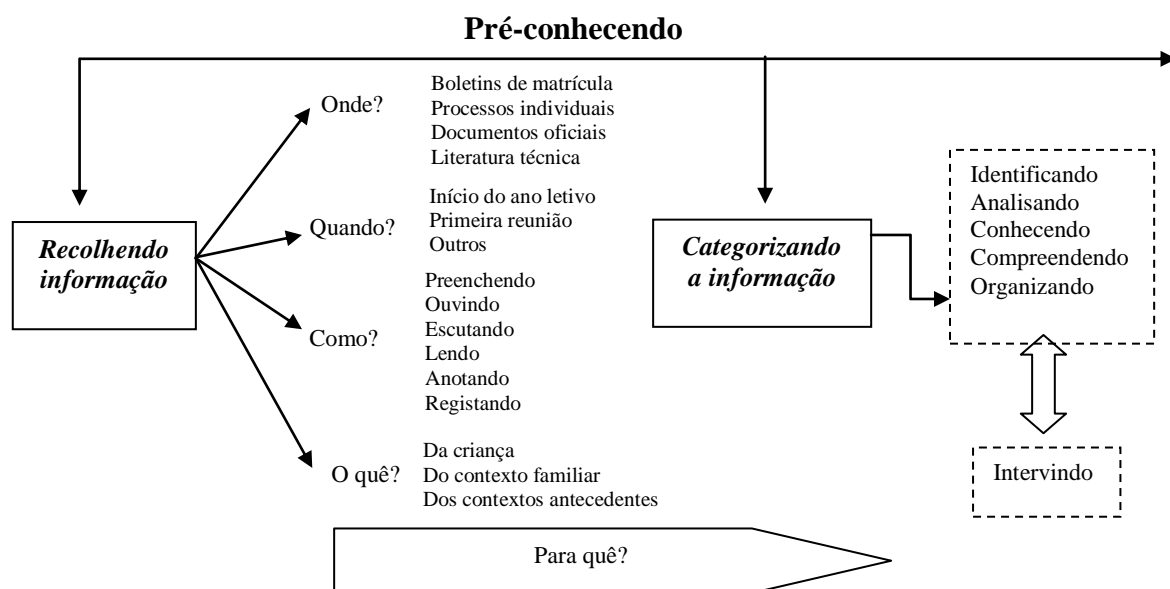 Pré-conhecendo
Recolhendo
informação
Onde?
Boletins de matrícula
Processos individuais
Documentos oficiais
Literatura técnica
Quando?
Início do ano letivo
Primeira reunião
Outros
Como?
Preenchendo
Ouvindo
Escutando
Lendo
Anotando
Registando
O quê?
Da criança
Do contexto familiar
Dos contextos antecedentes
Categorizando
a informação
Identificando
Analisando
Conhecendo
Compreendendo
Organizando
Intervindo
Para quê?